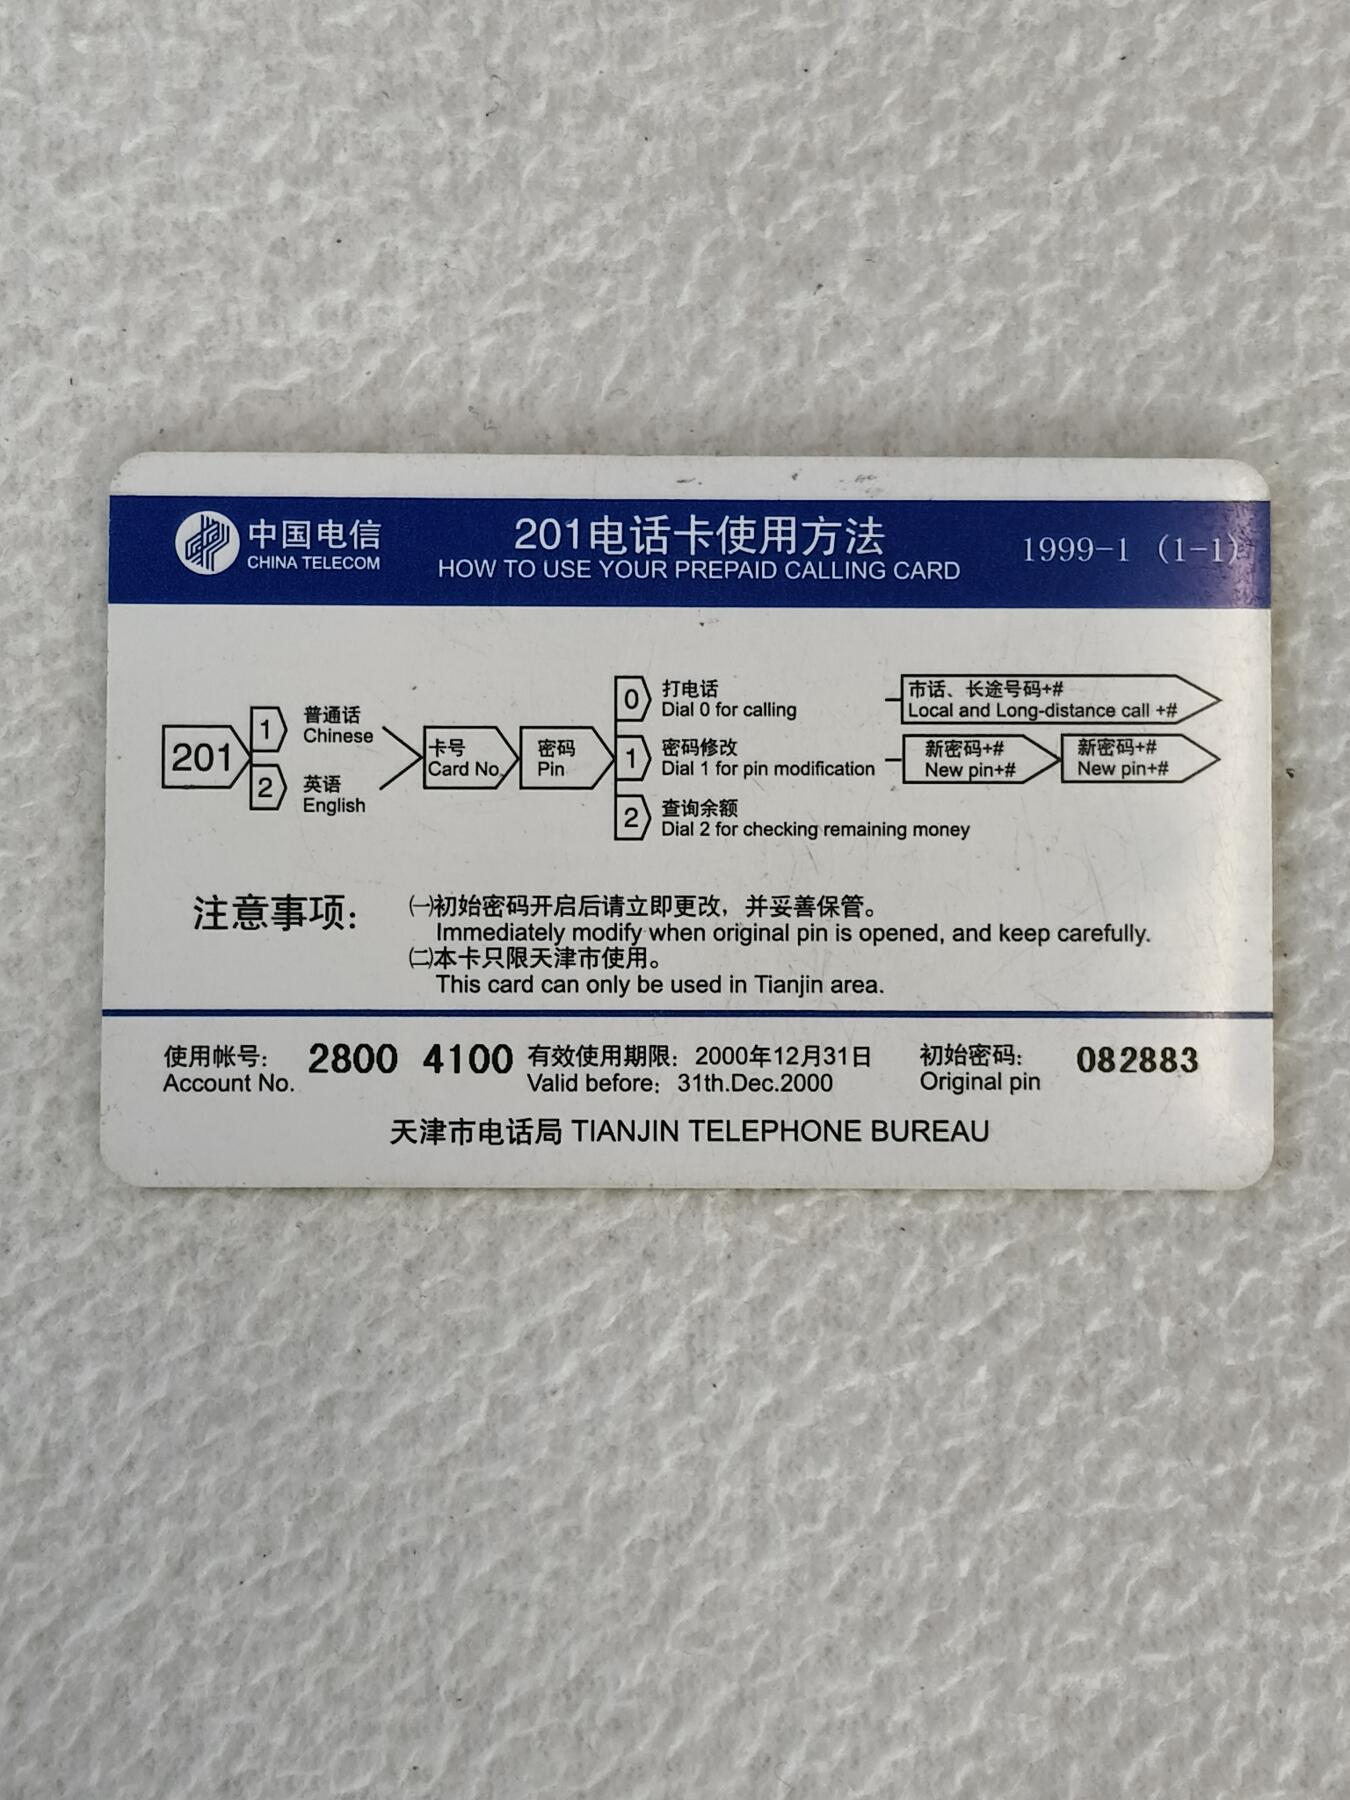 中国电信
CHINA TELECOM
201电话卡使用方法
HOW TO USE YOUR PREPAID CALLING CARD
1999-1 (1-1)
201
1
普通话
Chinese
2
英语
English
卡号
Card No.
密码
Pin
0
打电话
Dial 0 for calling
市话、长途号码+#
Local and Long-distance call +#
1
密码修改
Dial 1 for pin modification
新密码+#
New pin+#
新密码+#
New pin+#
2
查询余额
Dial 2 for checking remaining money
注意事项:
㈠初始密码开启后请立即更改，并妥善保管。
Immediately modify when original pin is opened, and keep carefully.
㈡本卡只限天津市使用。
This card can only be used in Tianjin area.
使用帐号: 2800 4100
Account No.
有效使用期限: 2000年12月31日
Valid before: 31th.Dec.2000
初始密码: 082883
Original pin
天津市电话局 TIANJIN TELEPHONE BUREAU